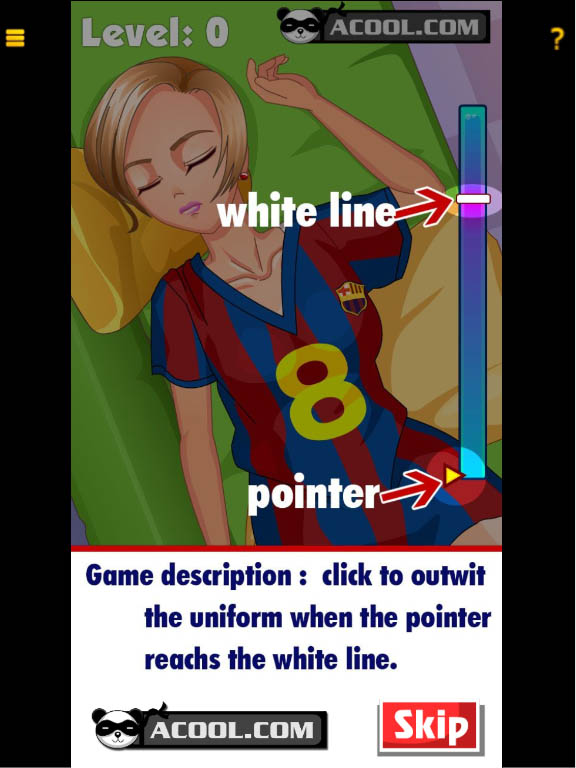 Level: 0
ACOOL.COM
?
white line
8
pointer
Game description : click to outwit
the uniform when the pointer
reachs the white line.
ACOOL.COM
Skip